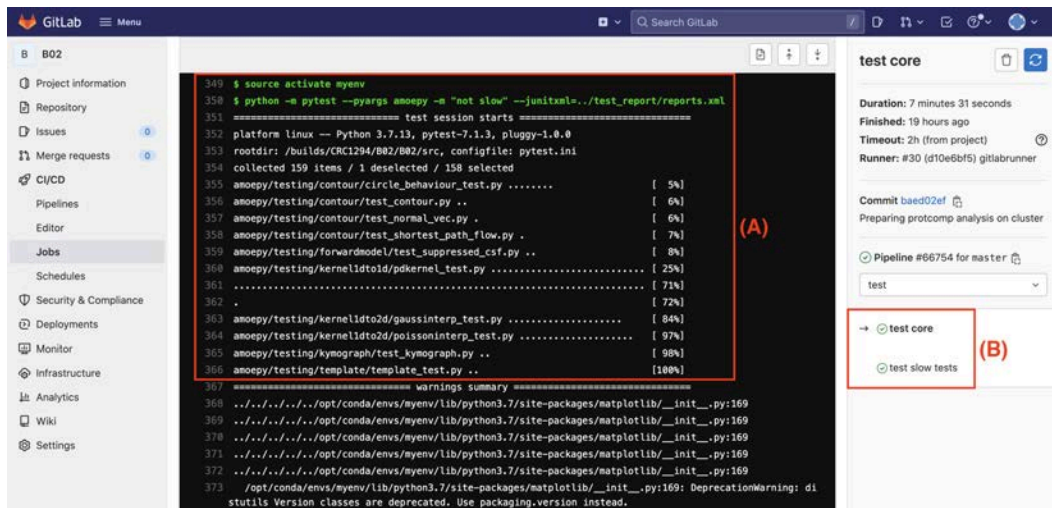 GitLab
Menu
Search GitLab
/
B B02
Project information
Repository
Issues 0
Merge requests 0
CI/CD
Pipelines
Editor
Jobs
Schedules
Security & Compliance
Deployments
Monitor
Infrastructure
Analytics
Wiki
Settings
349 $ source activate myenv
350 $ python -m pytest --pyargs amoepy -m "not slow" --junitxml=../test_report/reports.xml
351 ============================= test session starts ==============================
352 platform linux -- Python 3.7.13, pytest-7.1.3, pluggy-1.0.0
353 rootdir: /builds/CRC1294/B02/B02/src, configfile: pytest.ini
354 collected 159 items / 1 deselected / 158 selected
355 amoepy/testing/contour/circle_behaviour_test.py ........ [ 5%]
356 amoepy/testing/contour/test_contour.py .. [ 6%]
357 amoepy/testing/contour/test_normal_vec.py . [ 6%]
358 amoepy/testing/contour/test_shortest_path_flow.py . [ 7%]
359 amoepy/testing/forwardmodel/test_suppressed_csf.py .. [ 8%]
360 amoepy/testing/kernel1dto1d/pdkernel_test.py ........................... [ 25%]
361 ........................................................................ [ 71%]
362 . [ 72%]
363 amoepy/testing/kernel1dto2d/gaussinterp_test.py .................... [ 84%]
364 amoepy/testing/kernel1dto2d/poissoninterp_test.py .................... [ 97%]
365 amoepy/testing/kymograph/test_kymograph.py .. [ 98%]
366 amoepy/testing/template/template_test.py .. [100%]
(A)
367 =============================== warnings summary ===============================
368 ../../../../../opt/conda/envs/myenv/lib/python3.7/site-packages/matplotlib/__init__.py:169
369 ../../../../../opt/conda/envs/myenv/lib/python3.7/site-packages/matplotlib/__init__.py:169
370 ../../../../../opt/conda/envs/myenv/lib/python3.7/site-packages/matplotlib/__init__.py:169
371 ../../../../../opt/conda/envs/myenv/lib/python3.7/site-packages/matplotlib/__init__.py:169
372 ../../../../../opt/conda/envs/myenv/lib/python3.7/site-packages/matplotlib/__init__.py:169
373 /opt/conda/envs/myenv/lib/python3.7/site-packages/matplotlib/__init__.py:169: DeprecationWarning: di
stutils Version classes are deprecated. Use packaging.version instead.
test core
Duration: 7 minutes 31 seconds
Finished: 19 hours ago
Timeout: 2h (from project)
Runner: #30 (d10e6bf5) gitlabrunner
Commit baed02ef
Preparing protcomp analysis on cluster
Pipeline #66754 for master
test
→ test core
(B)
test slow tests